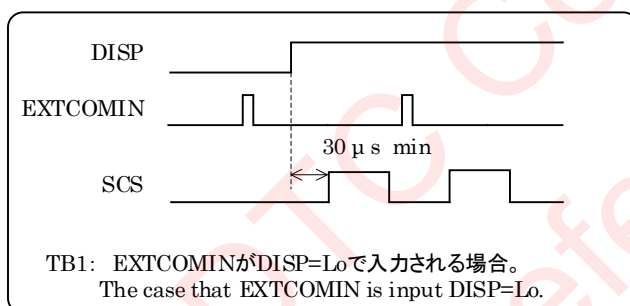 DISP
EXTCOMIN
30 μs min
SCS
TB1: EXTCOMINがDISP=Loで入力される場合。
The case that EXTCOMIN is input DISP=Lo.